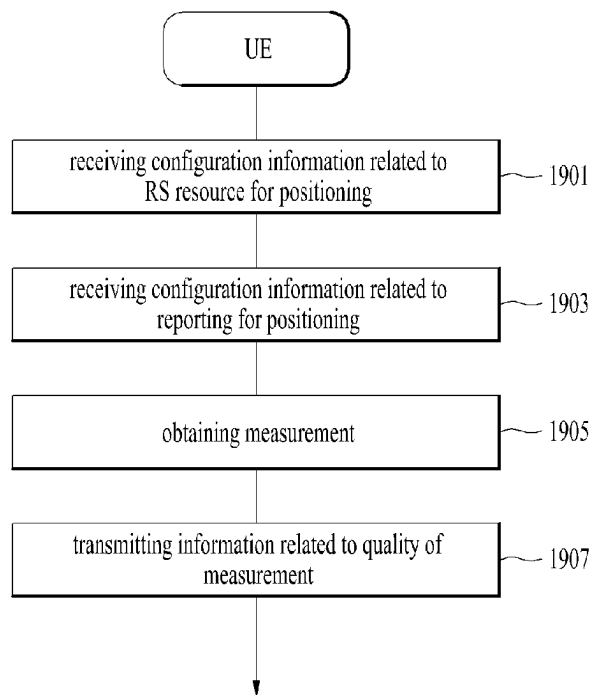 UE
receiving configuration information related to
RS resource for positioning
1901
receiving configuration information related to
reporting for positioning
1903
obtaining measurement
1905
transmitting information related to quality of
measurement
1907